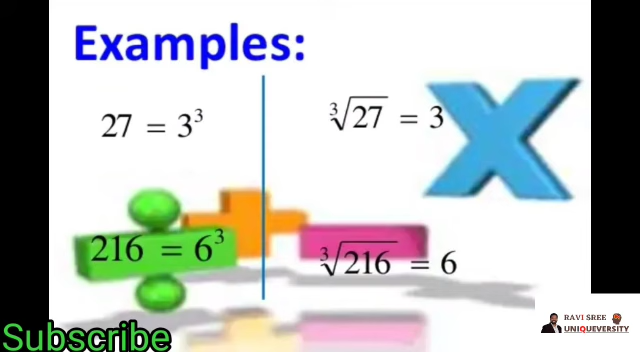 Examples:
27 = 3³
∛27 = 3
216 = 6³
∛216 = 6
Subscribe
RAVI SREE
UNIQUEVERSITY